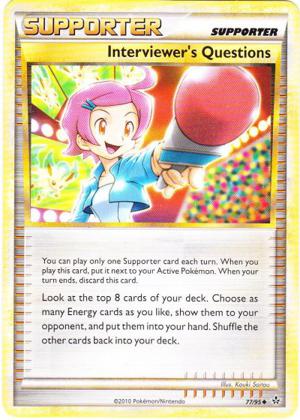 SUPPORTER
SUPPORTER
Interviewer's Questions
You can play only one Supporter card each turn. When you
play this card, put it next to your Active Pokémon. When your
turn ends, discard this card.
Look at the top 8 cards of your deck. Choose as
many Energy cards as you like, show them to your
opponent, and put them into your hand. Shuffle the
other cards back into your deck.
Illus. Kouki Saitou
©2010 Pokémon/Nintendo
77/95